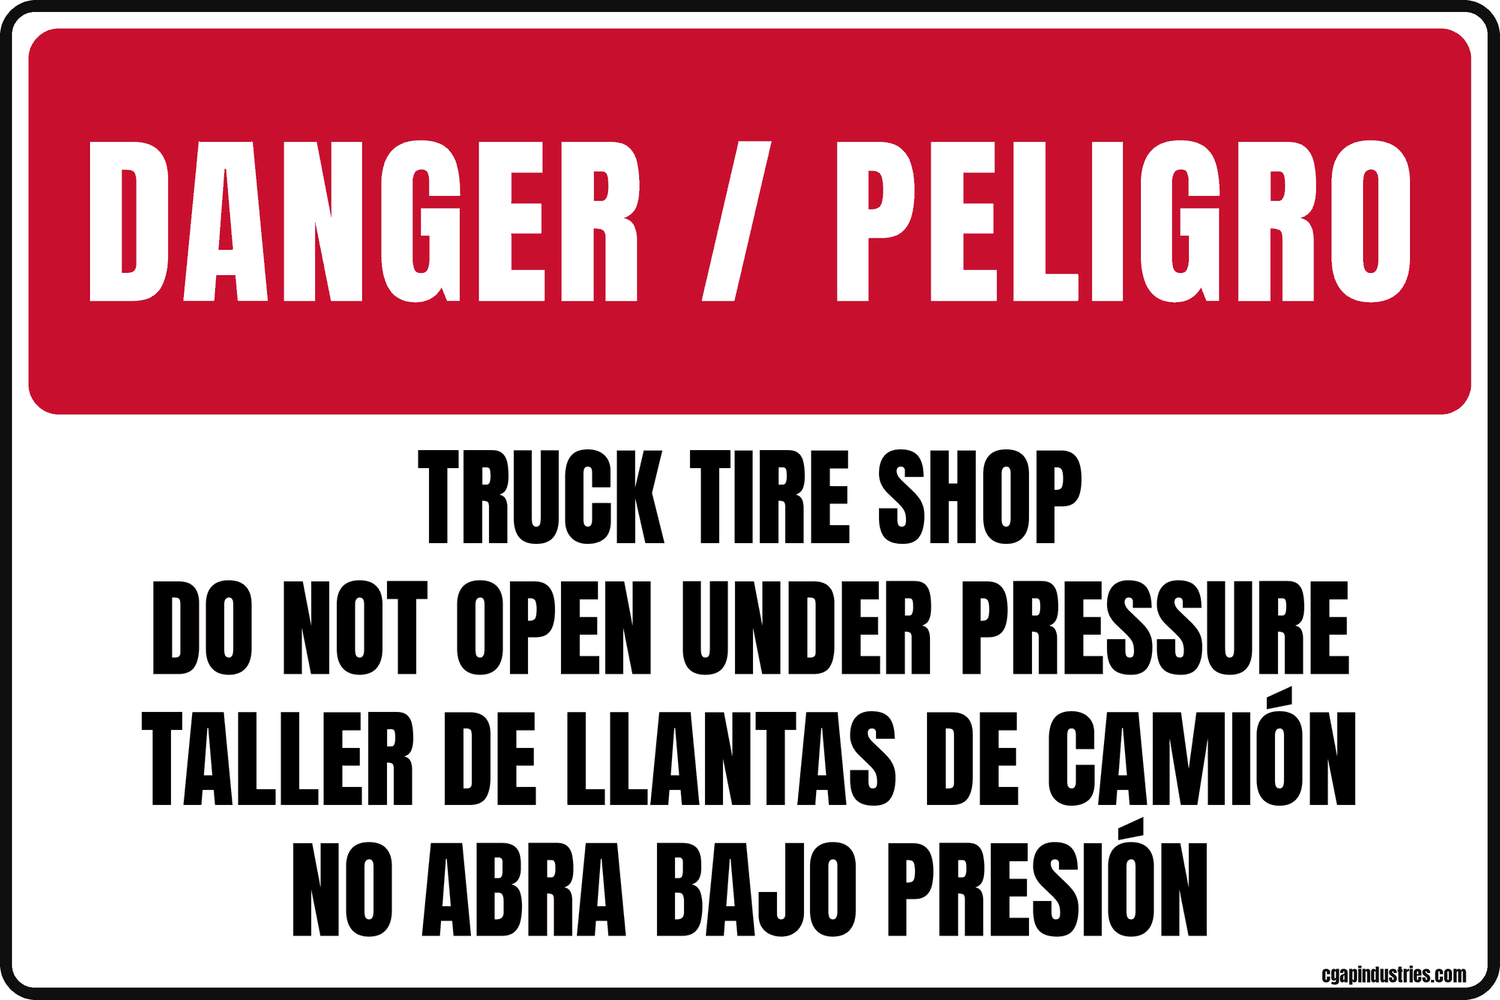 DANGER / PELIGRO
TRUCK TIRE SHOP
DO NOT OPEN UNDER PRESSURE
TALLER DE LLANTAS DE CAMIÓN
NO ABRA BAJO PRESIÓN
cgapindustries.com